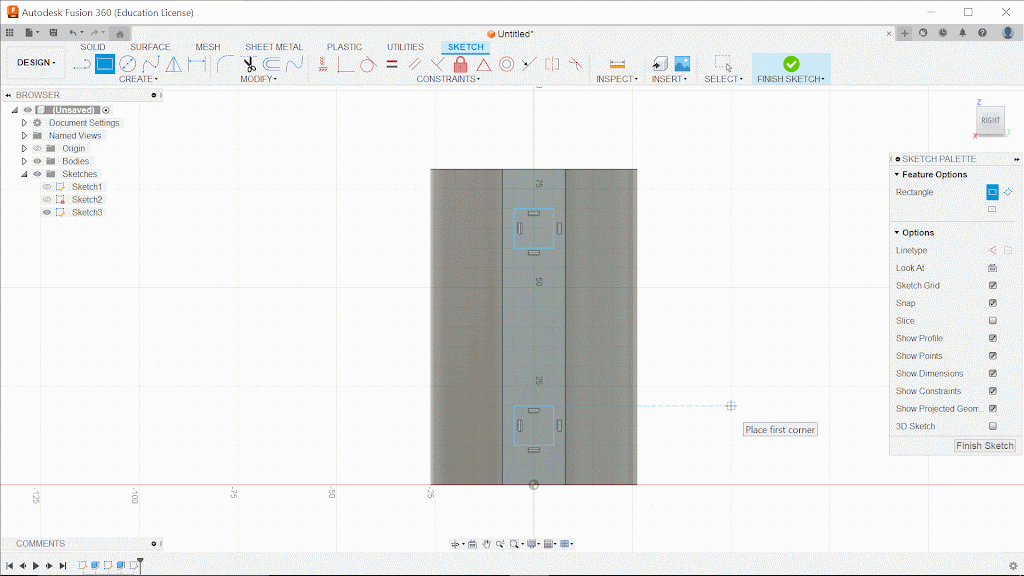 Autodesk Fusion 360 (Education License)
Untitled*
SOLID SURFACE MESH SHEET METAL PLASTIC UTILITIES SKETCH
DESIGN
CREATE MODIFY CONSTRAINTS INSPECT INSERT SELECT FINISH SKETCH
BROWSER
(Unsaved)
Document Settings
Named Views
Origin
Bodies
Sketches
Sketch1
Sketch2
Sketch3
Z
RIGHT
X
Y
SKETCH PALETTE
Feature Options
Rectangle
Options
Linetype
Look At
Sketch Grid
Snap
Slice
Show Profile
Show Points
Show Dimensions
Show Constraints
Show Projected Geom...
3D Sketch
Finish Sketch
75
50
25
Place first corner
-125 -100 -75 -50 -25
COMMENTS